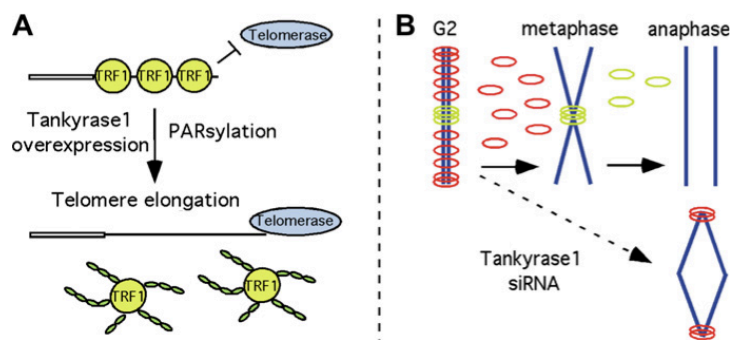 A
Telomerase
TRF1 TRF1 TRF1
Tankyrase1
overexpression
PARsylation
Telomere elongation
Telomerase
TRF1
TRF1
B
G2
metaphase
anaphase
Tankyrase1
siRNA